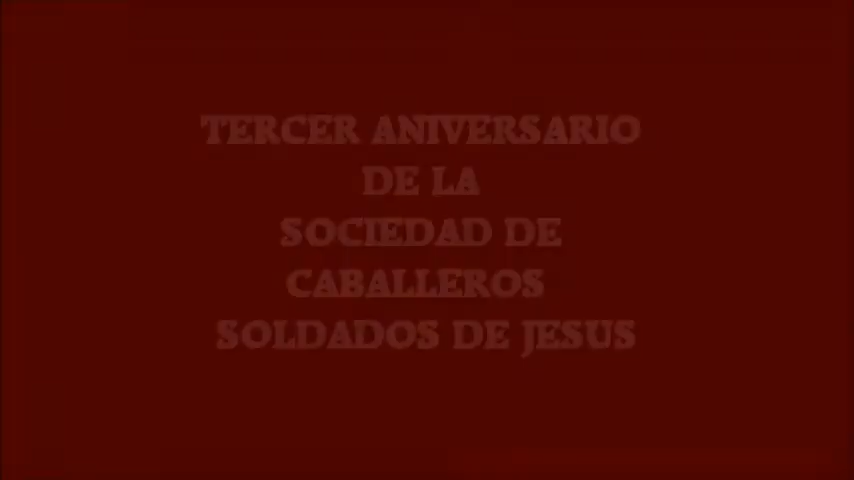 TERCER ANIVERSARIO
DE LA
SOCIEDAD DE
CABALLEROS
SOLDADOS DE JESUS